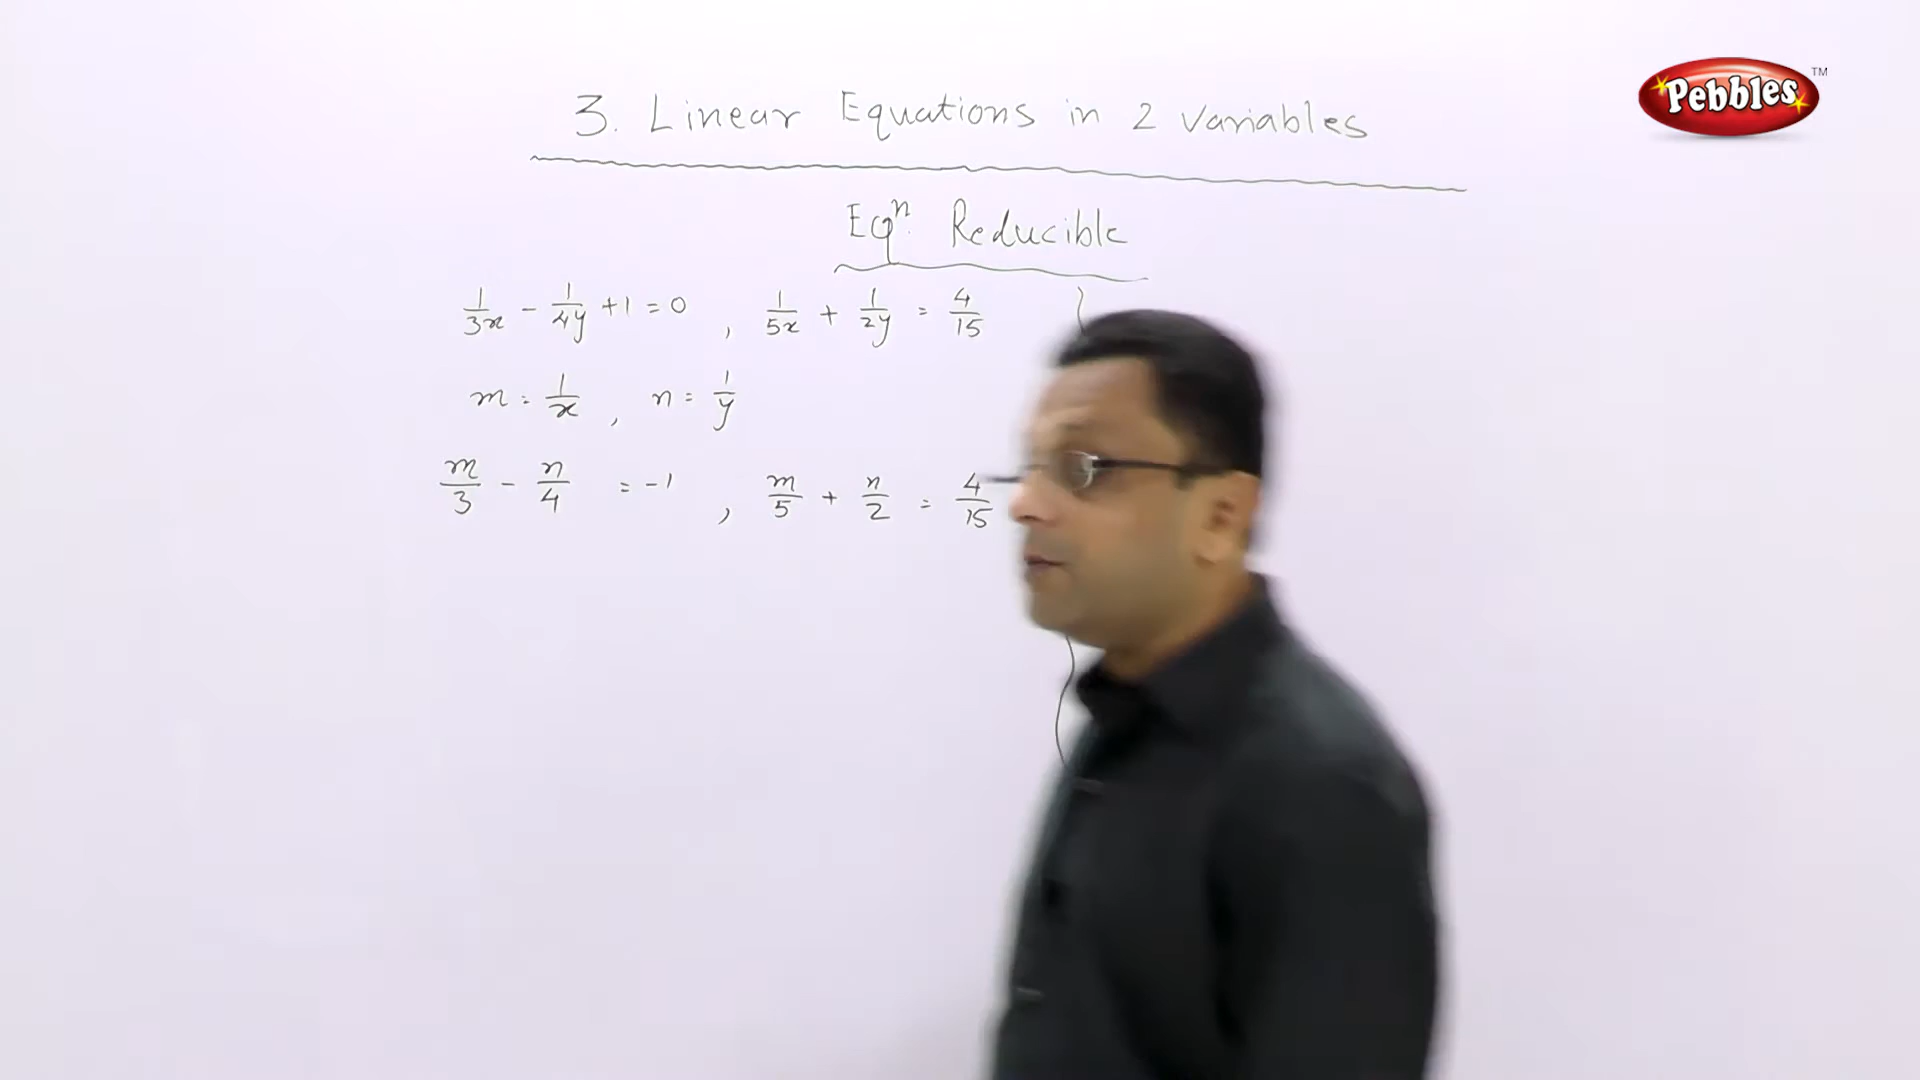 Pebbles™
3. Linear Equations in 2 variables
Eqⁿ. Reducible
1/3x - 1/4y + 1 = 0 , 1/5x + 1/2y = 4/15
m = 1/x , n = 1/y
m/3 - n/4 = -1 , m/5 + n/2 = 4/15